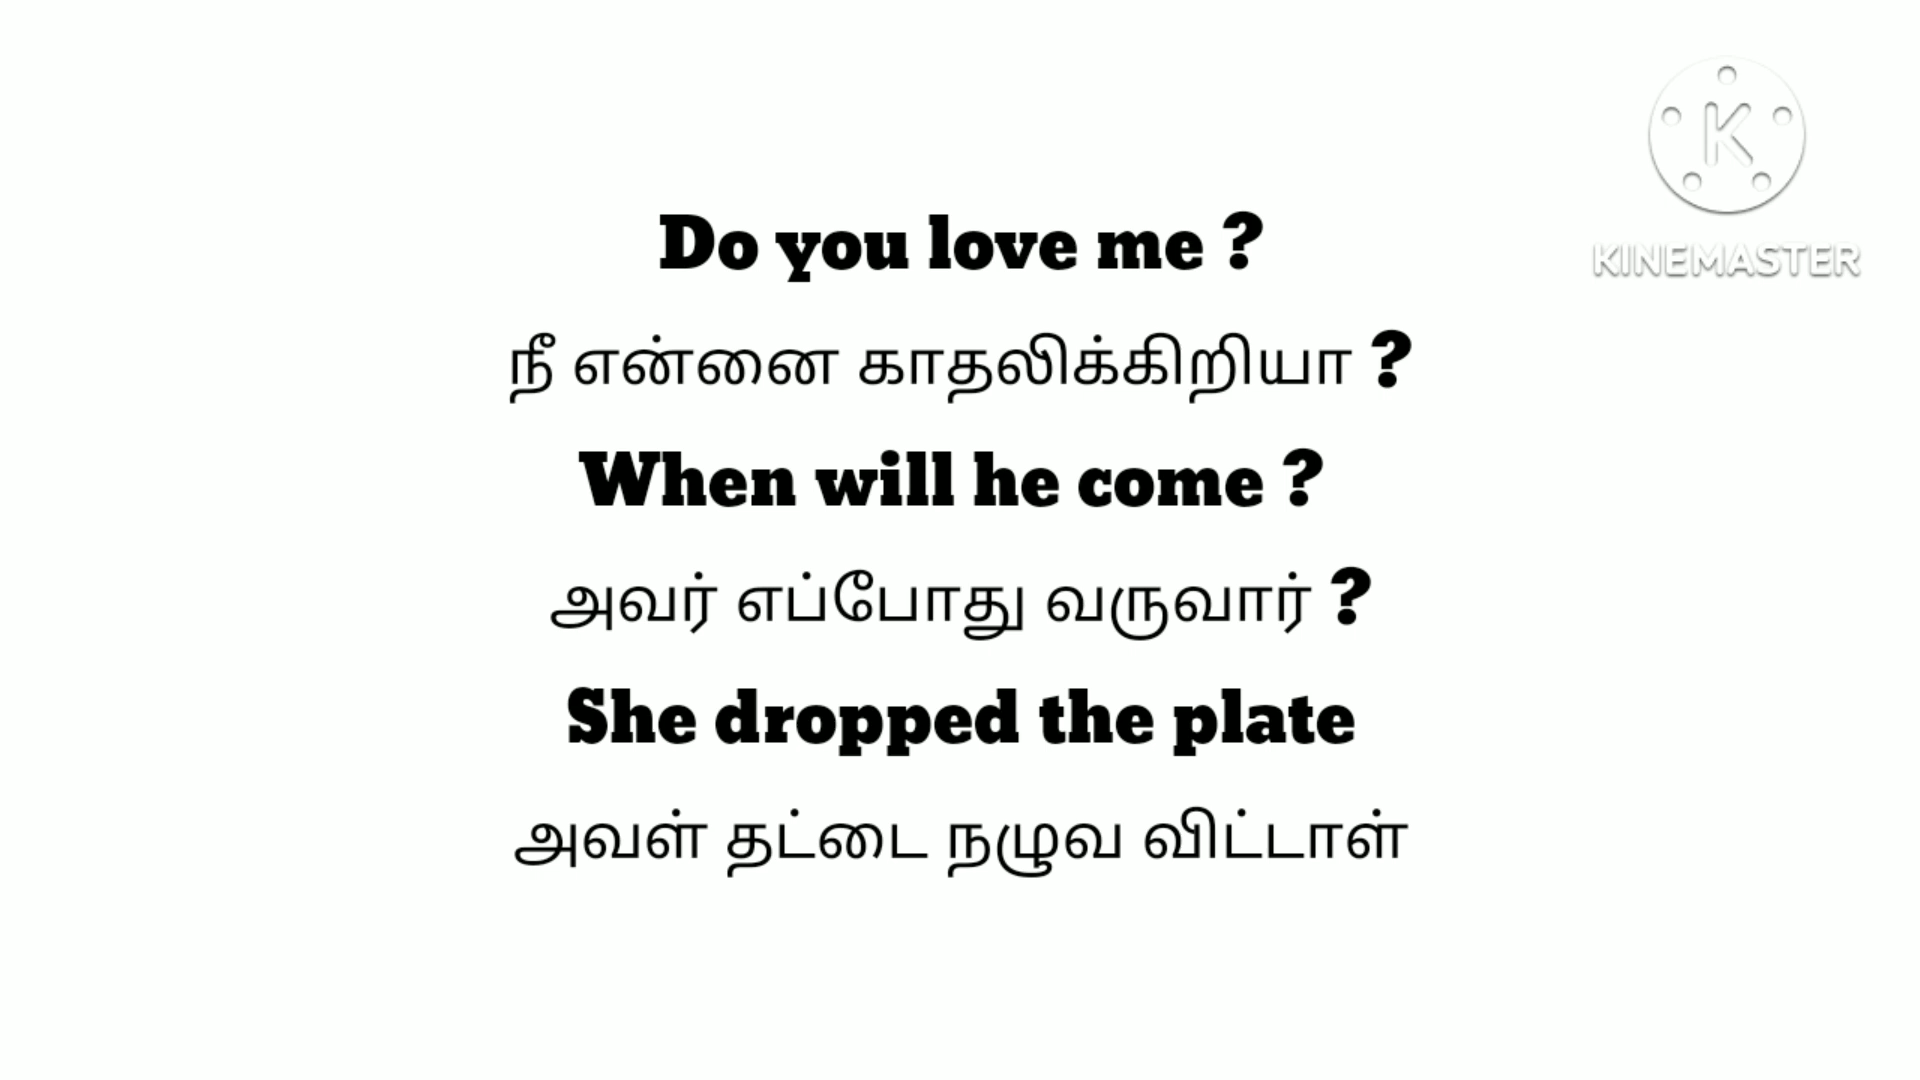 Do you love me ?
நீ என்னை காதலிக்கிறியா ?
When will he come ?
அவர் எப்போது வருவார் ?
She dropped the plate
அவள் தட்டை நழுவ விட்டாள்
K
KINEMASTER